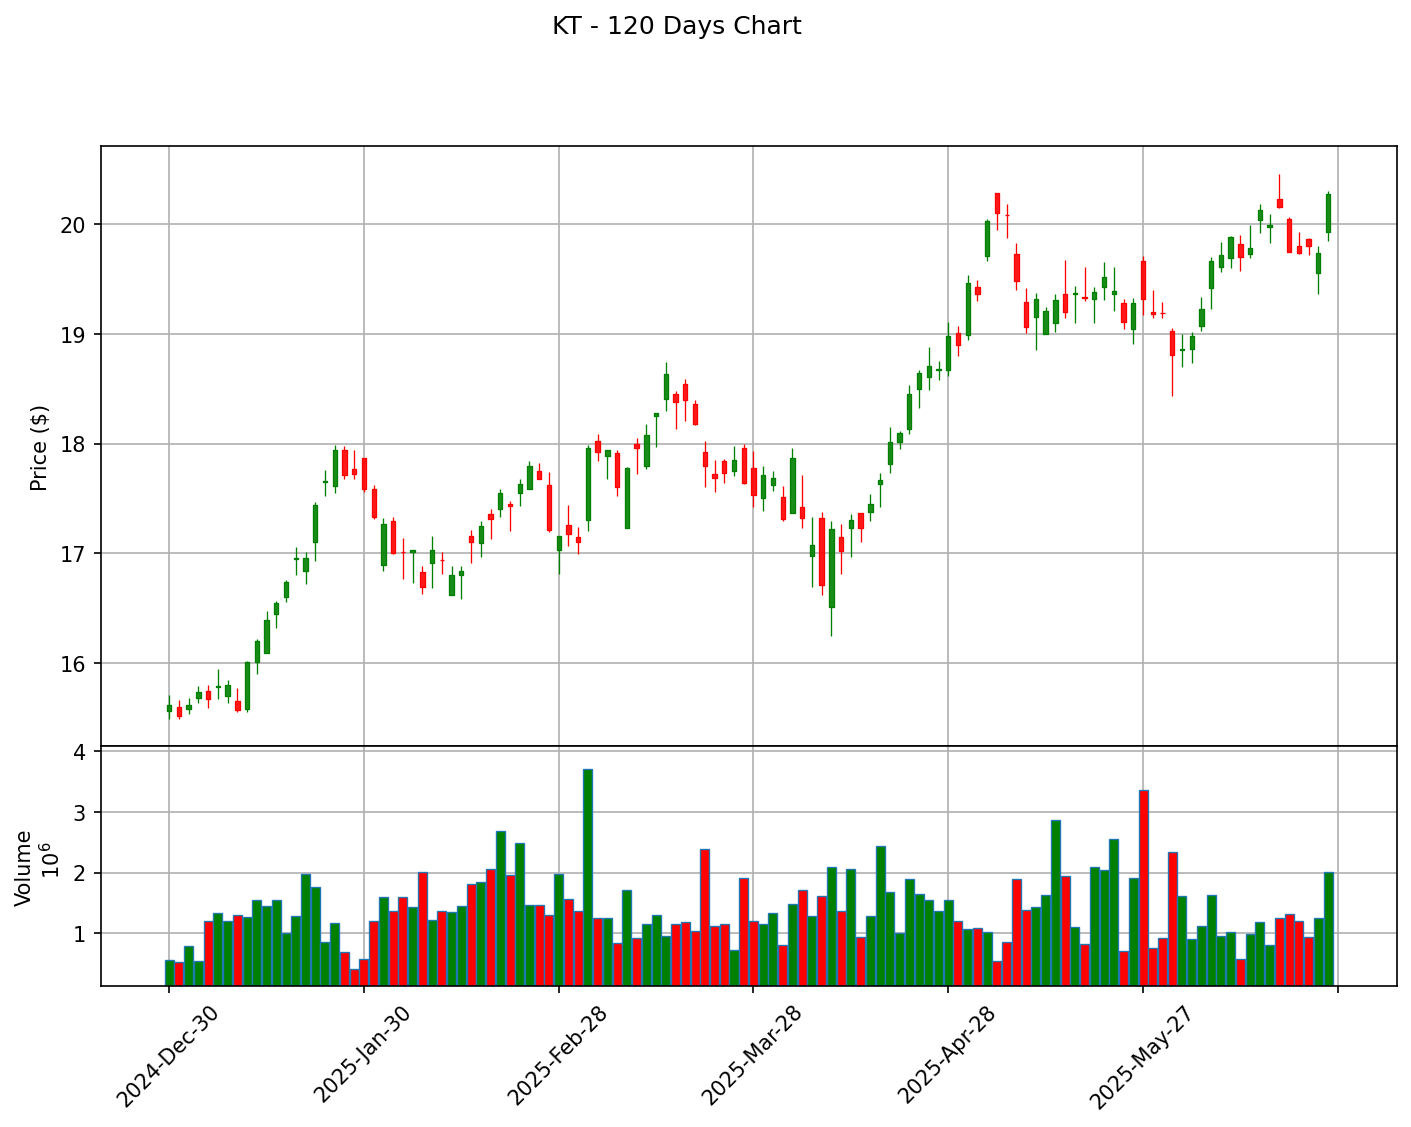 KT - 120 Days Chart
Price ($)
20
19
18
17
16
Volume
10^6
4
3
2
1
2024-Dec-30
2025-Jan-30
2025-Feb-28
2025-Mar-28
2025-Apr-28
2025-May-27